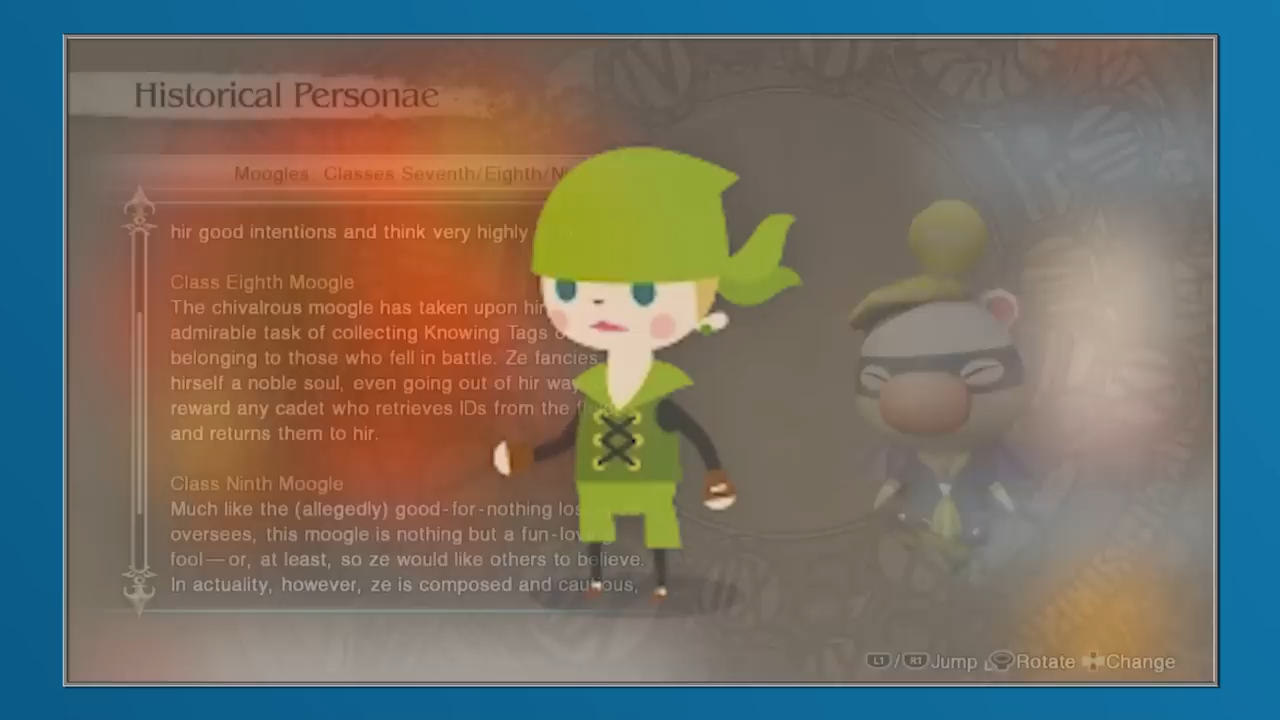 Historical Personae
Moogles: Classes Seventh/Eighth/
hir good intentions and think very highly
Class Eighth Moogle
The chivalrous moogle has taken upon
admirable task of collecting Knowing Tags
belonging to those who fell in battle. Ze fancies
hirself a noble soul, even going out of hir way
reward any cadet who retrieves IDs from the
and returns them to hir.
Class Ninth Moogle
Much like the (allegedly) good-for-nothing
oversees, this moogle is nothing but a
fool—or, at least, so ze would like others to believe.
In actuality, however, ze is composed and cautious,
L1/R1 Jump Rotate Change